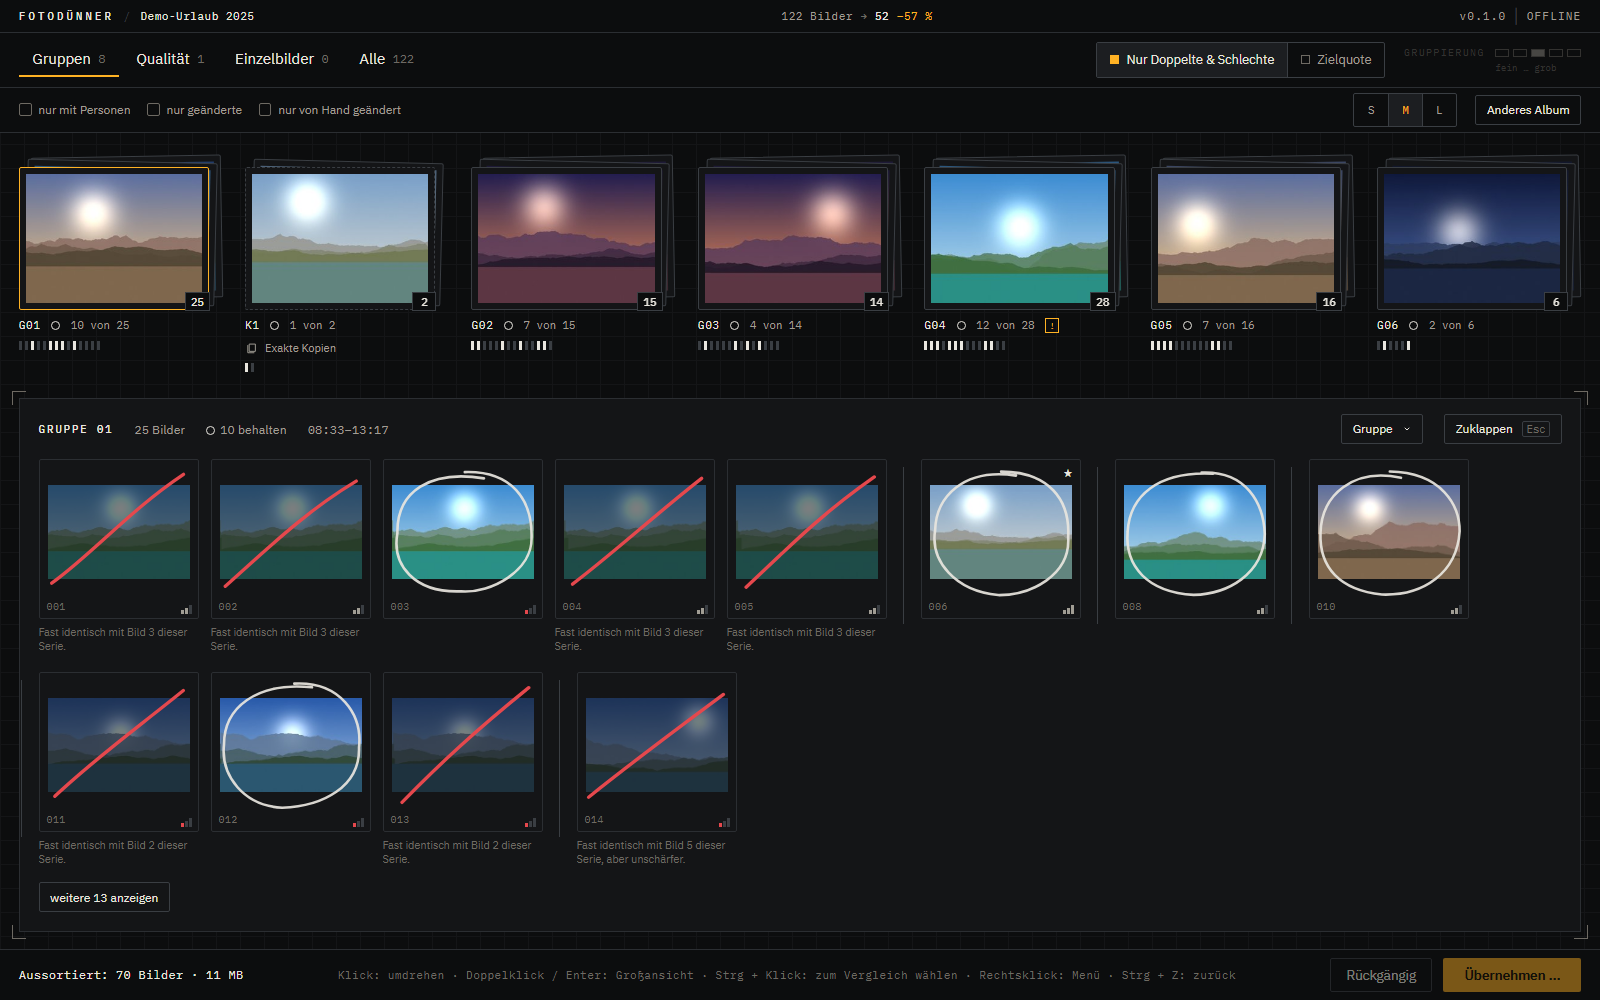 FOTODÜNNER / Demo-Urlaub 2025
122 Bilder → 52 −57 %
v0.1.0 OFFLINE
Gruppen 8 Qualität 1 Einzelbilder 0 Alle 122
Nur Doppelte & Schlechte Zielquote
GRUPPIERUNG
fein … grob
nur mit Personen nur geänderte nur von Hand geändert
S M L Anderes Album
25 2 15 14 28 16 6
G01 10 von 25
K1 1 von 2
G02 7 von 15
G03 4 von 14
G04 12 von 28 !
G05 7 von 16
G06 2 von 6
Exakte Kopien
GRUPPE 01 25 Bilder 10 behalten 08:33–13:17
Gruppe Zuklappen Esc
001 002 003 004 005 006 008 010
Fast identisch mit Bild 3 dieser
Serie.
Fast identisch mit Bild 3 dieser
Serie.
Fast identisch mit Bild 3 dieser
Serie.
Fast identisch mit Bild 3 dieser
Serie.
011 012 013 014
Fast identisch mit Bild 2 dieser
Serie.
Fast identisch mit Bild 2 dieser
Serie.
Fast identisch mit Bild 5 dieser
Serie, aber unschärfer.
weitere 13 anzeigen
Aussortiert: 70 Bilder · 11 MB
Klick: umdrehen · Doppelklick / Enter: Großansicht · Strg + Klick: zum Vergleich wählen · Rechtsklick: Menü · Strg + Z: zurück
Rückgängig Übernehmen …